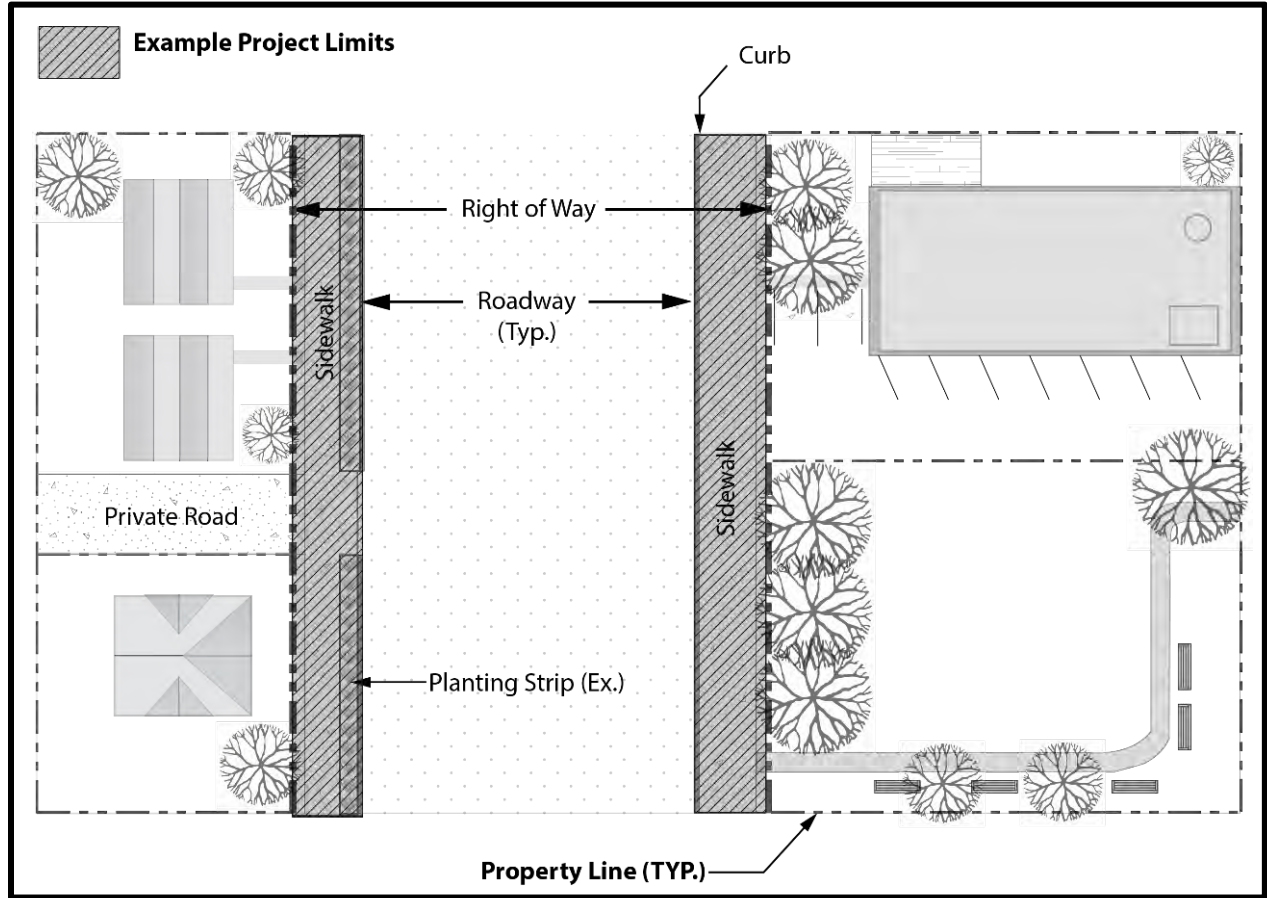 Example Project Limits
Curb
Right of Way
Roadway
(Typ.)
Sidewalk
Sidewalk
Private Road
Planting Strip (Ex.)
Property Line (TYP.)